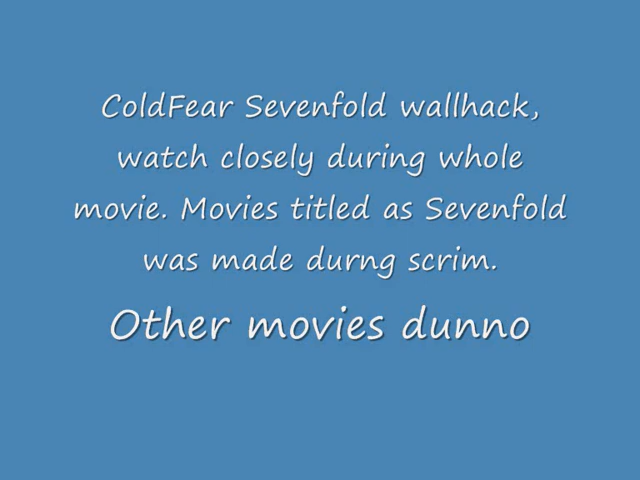 ColdFear Sevenfold wallhack,
watch closely during whole
movie. Movies titled as Sevenfold
was made durng scrim.
Other movies dunno